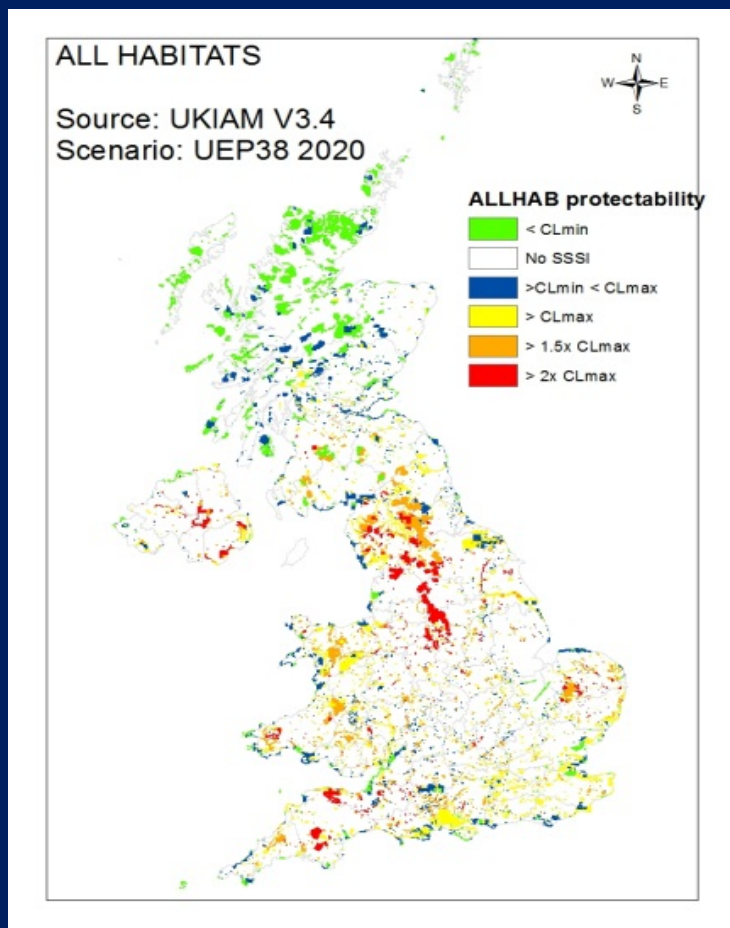 ALL HABITATS
Source: UKIAM V3.4
Scenario: UEP38 2020
N
W E
S
ALLHAB protectability
< CLmin
No SSSI
>CLmin < CLmax
> CLmax
> 1.5x CLmax
> 2x CLmax